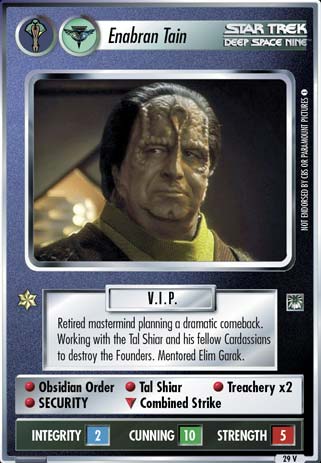 Enabran Tain
STAR TREK
DEEP SPACE NINE
NOT ENDORSED BY CBS OR PARAMOUNT PICTURES
V.I.P.
Retired mastermind planning a dramatic comeback.
Working with the Tal Shiar and his fellow Cardassians
to destroy the Founders. Mentored Elim Garak.
Obsidian Order Tal Shiar Treachery x2
SECURITY Combined Strike
INTEGRITY 2 CUNNING 10 STRENGTH 5
29 V